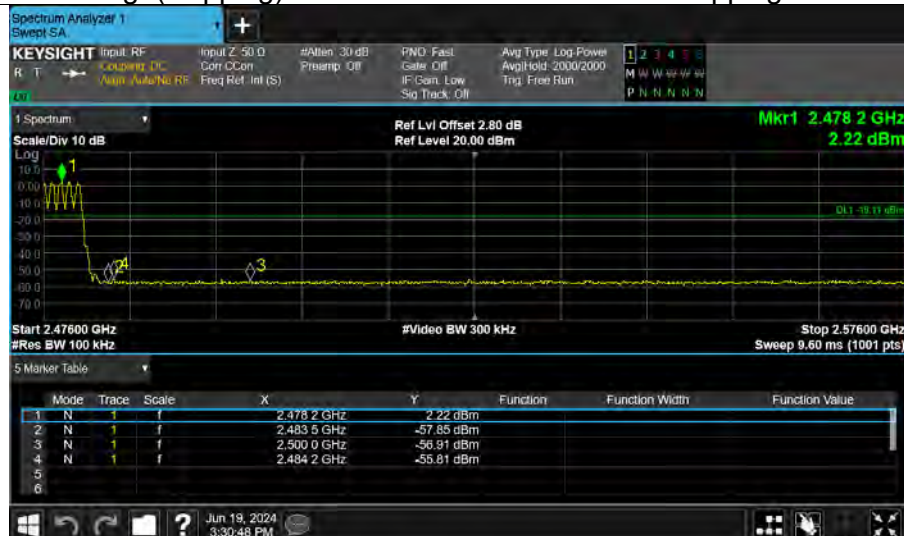 Spectrum Analyzer 1
Swept SA
+
KEYSIGHT Input: RF Input Z: 50 Ω #Atten: 30 dB PNO: Fast Avg Type: Log-Power 1 2 3 4 5 6
R T Coupling: DC Corr CCorr Preamp: Off Gate: Off Avg|Hold: 2000/2000 M W W W W W
Align: Auto/No RF Freq Ref: Int (S) IF Gain: Low Trig: Free Run
Sig Track: Off P N N N N N
1 Spectrum Ref Lvl Offset 2.80 dB Mkr1 2.478 2 GHz
Scale/Div 10 dB Ref Level 20.00 dBm 2.22 dBm
Log
10.0 1
0.00
-10.0
-20.0
-30.0
-40.0
-50.0 2 4 3
-60.0
-70.0
Start 2.47600 GHz #Video BW 300 kHz Stop 2.57600 GHz
#Res BW 100 kHz Sweep 9.60 ms (1001 pts)
5 Marker Table
Mode Trace Scale X Y Function Function Width Function Value
1 N 1 f 2.478 2 GHz 2.22 dBm
2 N 1 f 2.483 5 GHz -57.85 dBm
3 N 1 f 2.500 0 GHz -56.91 dBm
4 N 1 f 2.484 2 GHz -55.81 dBm
5
6
? Jun 19, 2024
3:30:48 PM